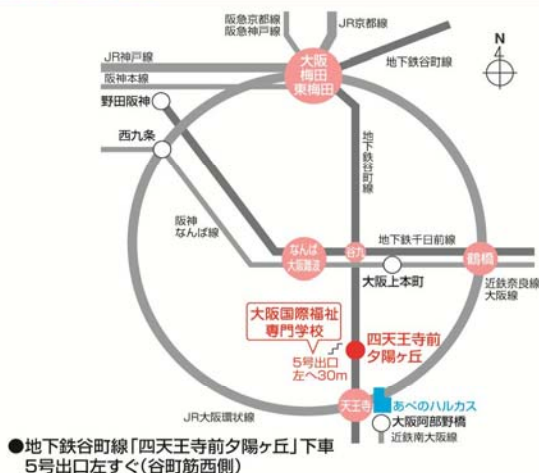 阪急京都線
阪急神戸線
JR京都線
JR神戸線
阪神本線
大阪
梅田
東梅田
地下鉄谷町線
N
4
野田阪神
西九条
地下鉄谷町線
阪神
なんば線
なんば
大阪難波
谷九
地下鉄千日前線
鶴橋
大阪上本町
近鉄奈良線
大阪線
大阪国際福祉
専門学校
5号出口
左へ30m
四天王寺前
夕陽ヶ丘
天王寺
あべのハルカス
大阪阿部野橋
近鉄南大阪線
JR大阪環状線
●地下鉄谷町線「四天王寺前夕陽ヶ丘」下車
5号出口左すぐ(谷町筋西側)